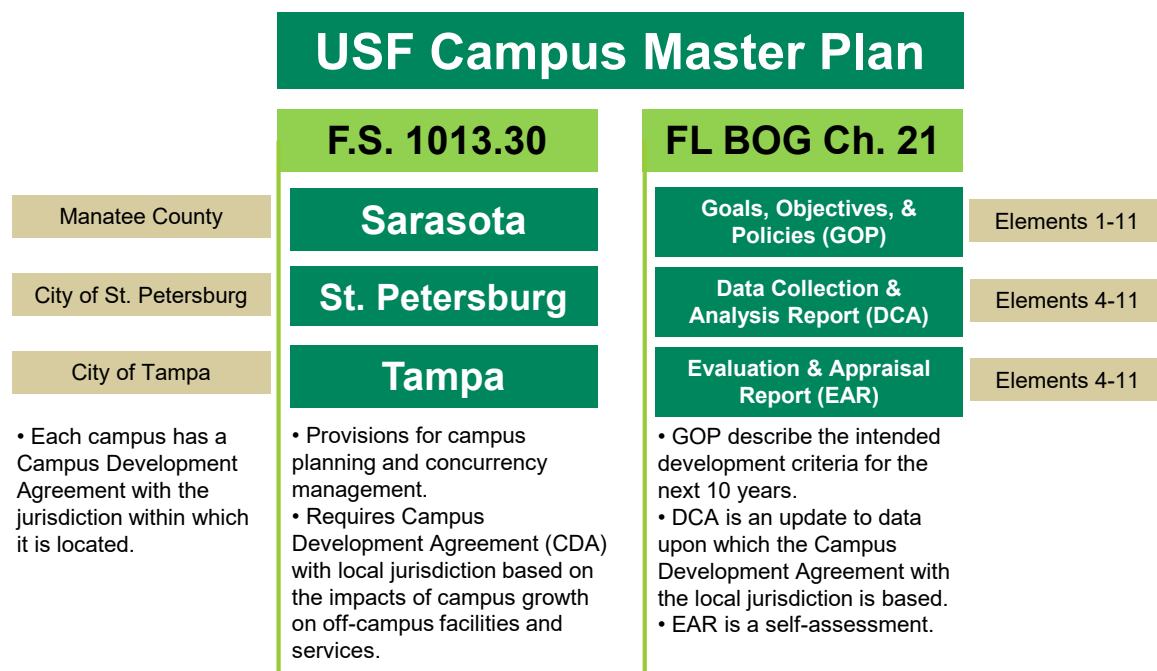 USF Campus Master Plan
F.S. 1013.30
FL BOG Ch. 21
Manatee County
Sarasota
Goals, Objectives, &
Policies (GOP)
Elements 1-11
City of St. Petersburg
St. Petersburg
Data Collection &
Analysis Report (DCA)
Elements 4-11
City of Tampa
Tampa
Evaluation & Appraisal
Report (EAR)
Elements 4-11
• Each campus has a
Campus Development
Agreement with the
jurisdiction within which
it is located.
• Provisions for campus
planning and concurrency
management.
• Requires Campus
Development Agreement (CDA)
with local jurisdiction based on
the impacts of campus growth
on off-campus facilities and
services.
• GOP describe the intended
development criteria for the
next 10 years.
• DCA is an update to data
upon which the Campus
Development Agreement with
the local jurisdiction is based.
• EAR is a self-assessment.